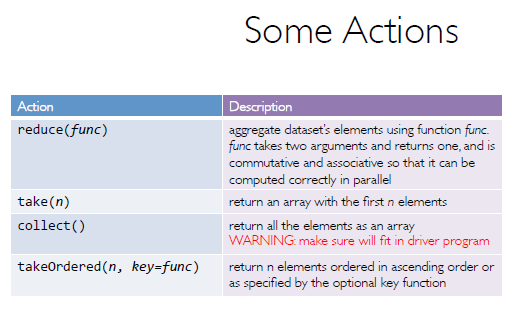 Some Actions
Action Description
reduce(func) aggregate dataset's elements using function func.
func takes two arguments and returns one, and is
commutative and associative so that it can be
computed correctly in parallel
take(n) return an array with the first n elements
collect() return all the elements as an array
WARNING: make sure will fit in driver program
takeOrdered(n, key=func) return n elements ordered in ascending order or
as specified by the optional key function